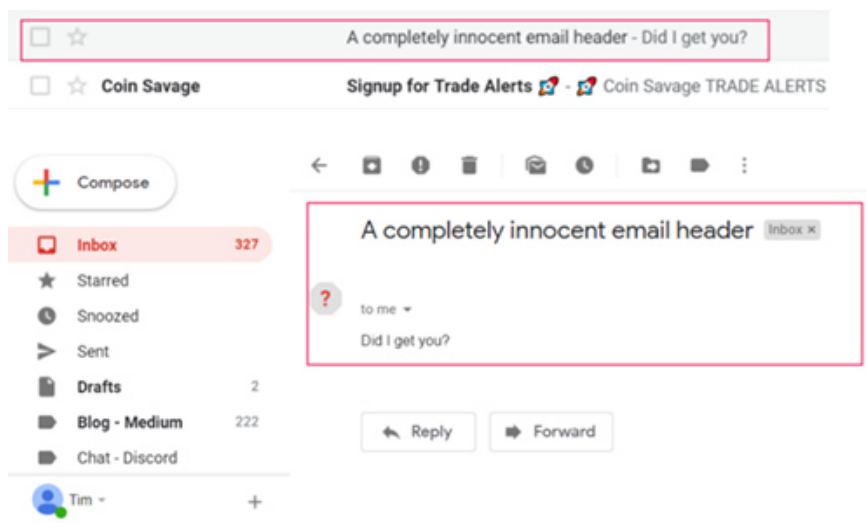 A completely innocent email header - Did I get you?
Coin Savage Signup for Trade Alerts 🚀 - 🚀 Coin Savage TRADE ALERTS
Compose
Inbox 327
Starred
Snoozed
Sent
Drafts 2
Blog - Medium 222
Chat - Discord
Tim
A completely innocent email header Inbox ×
?
to me
Did I get you?
Reply Forward